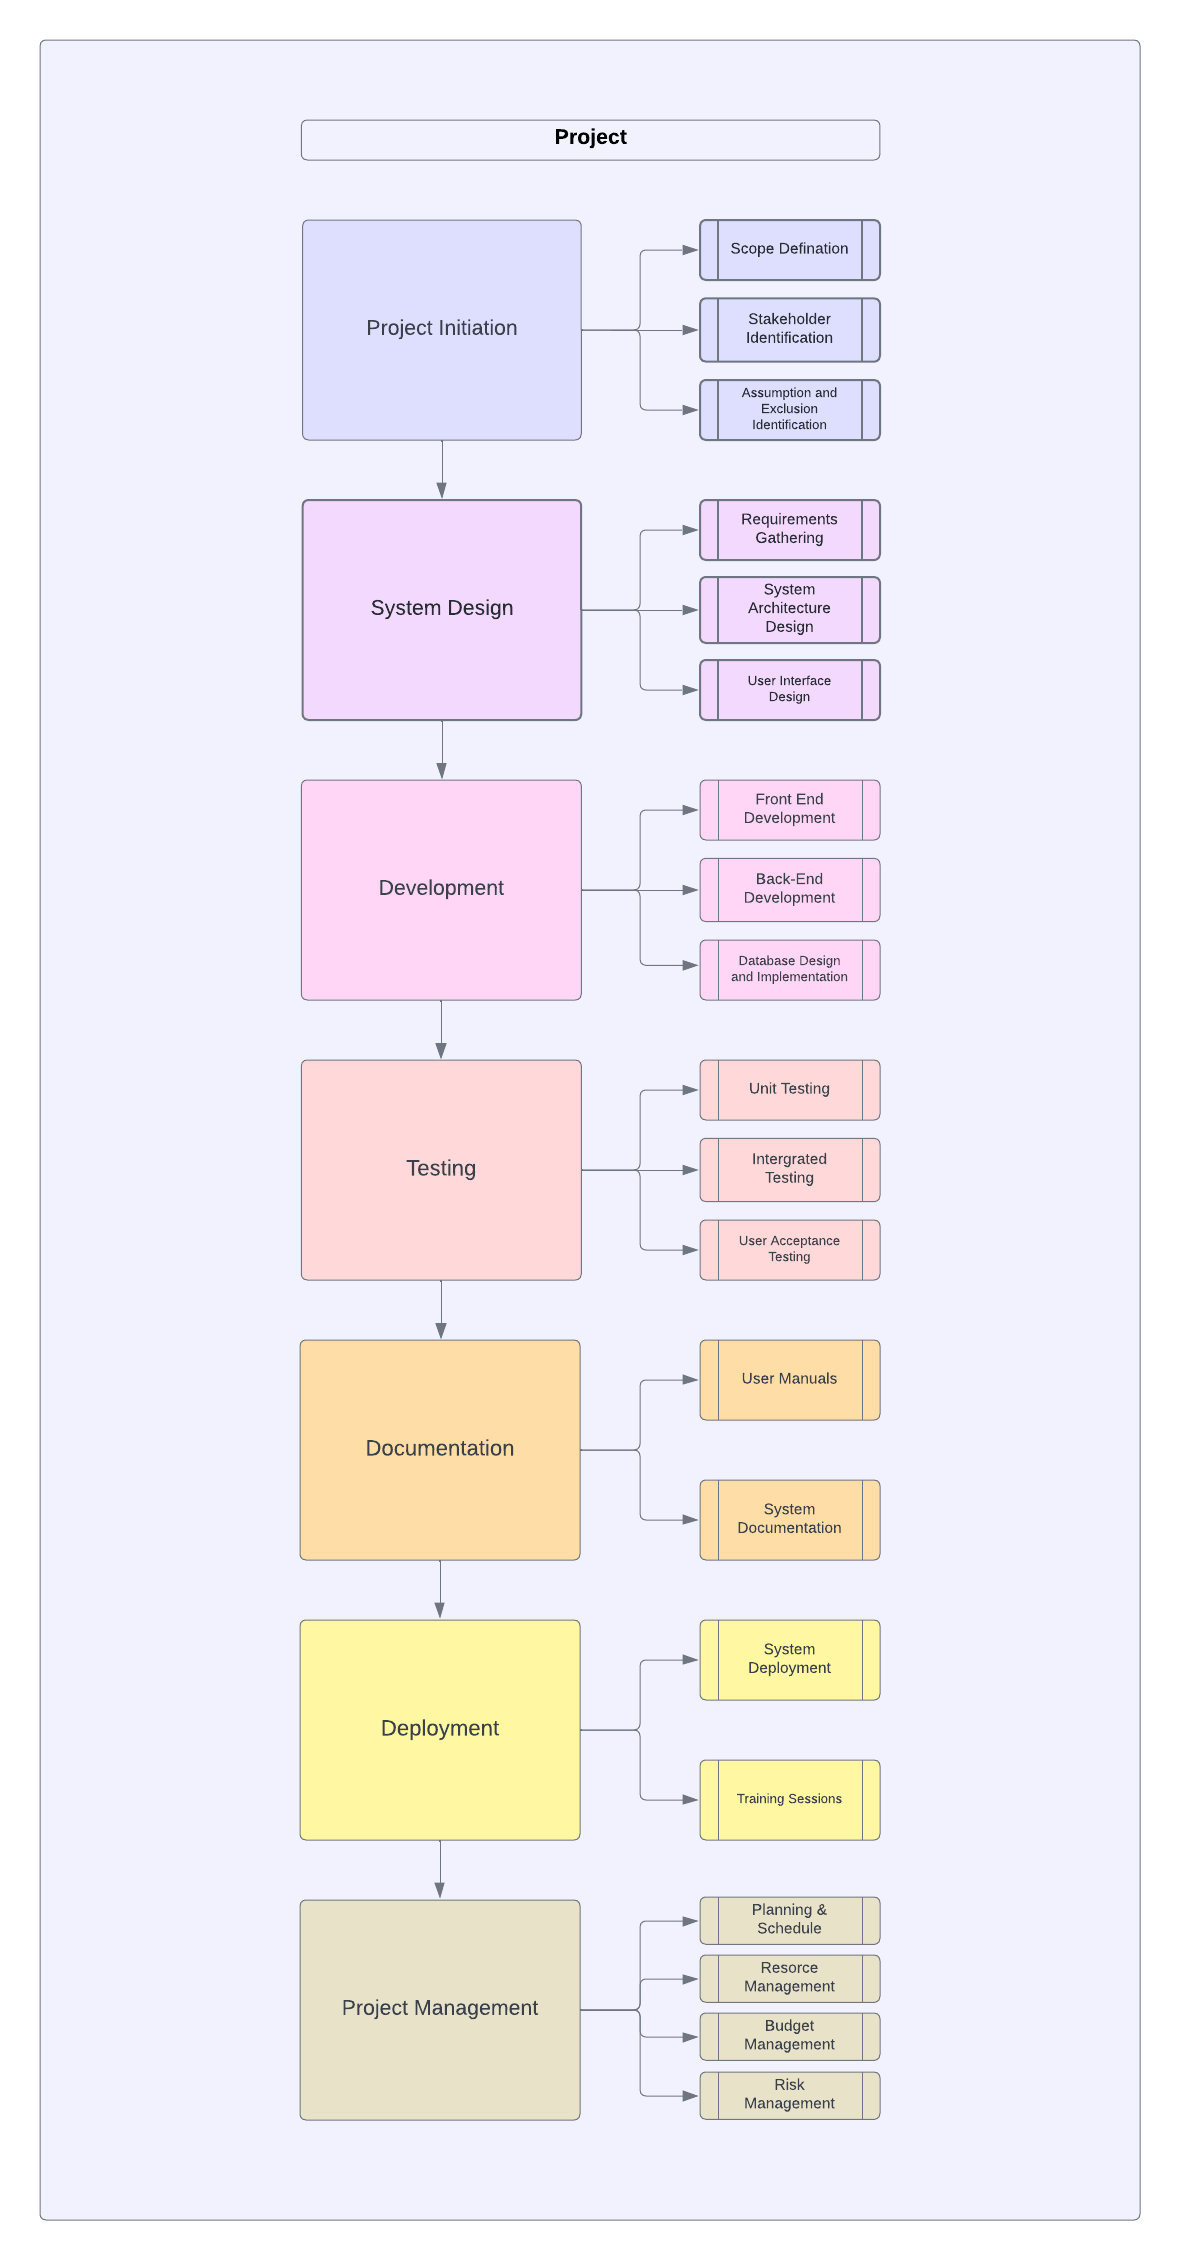 Project
Project Initiation
Scope Defination
Stakeholder
Identification
Assumption and
Exclusion
Identification
System Design
Requirements
Gathering
System
Architecture
Design
User Interface
Design
Development
Front End
Development
Back-End
Development
Database Design
and Implementation
Testing
Unit Testing
Intergrated
Testing
User Acceptance
Testing
Documentation
User Manuals
System
Documentation
Deployment
System
Deployment
Training Sessions
Project Management
Planning &
Schedule
Resorce
Management
Budget
Management
Risk
Management